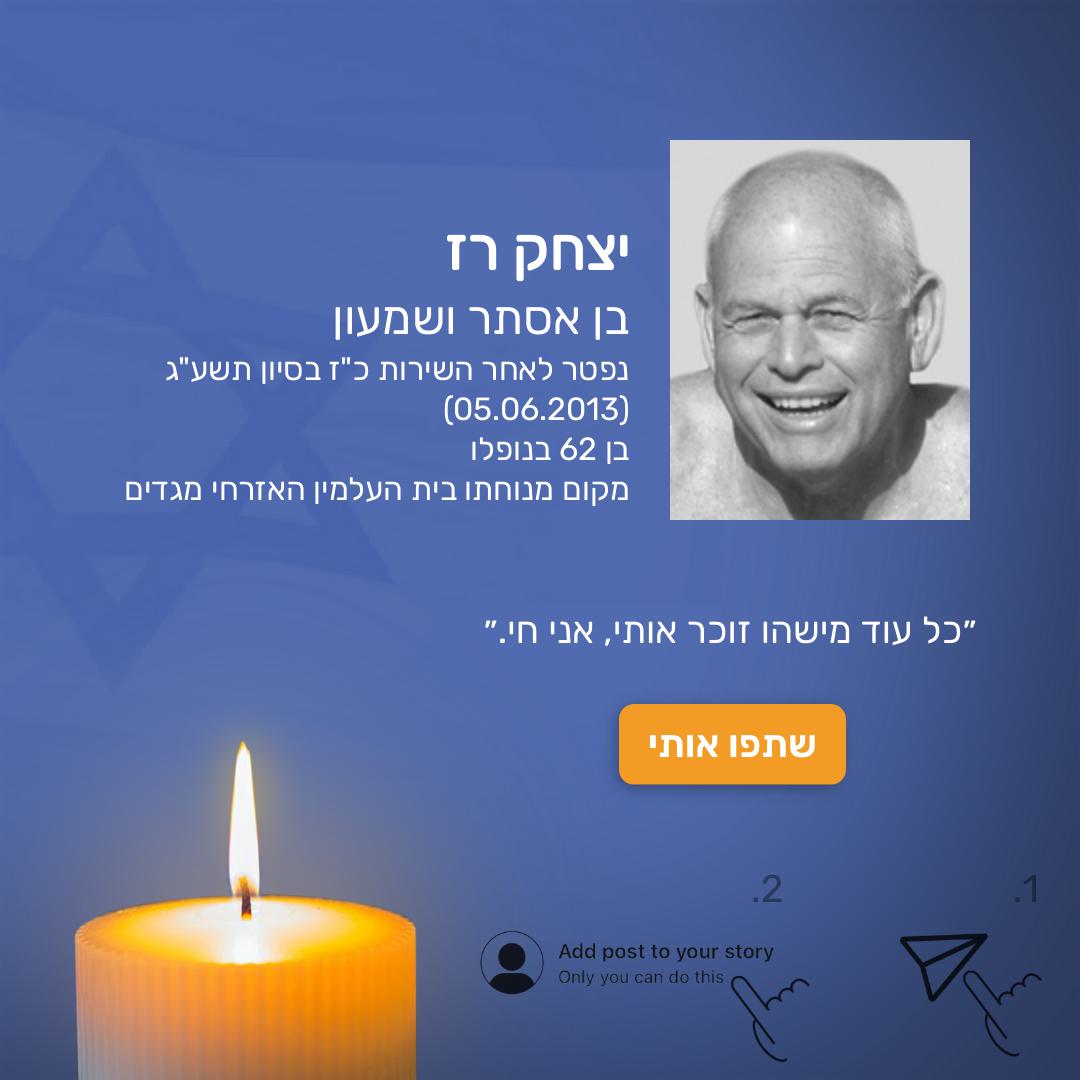 יצחק רז
בן אסתר ושמעון
נפטר לאחר השירות כ"ז בסיון תשע"ג
(05.06.2013)
בן 62 בנופלו
מקום מנוחתו בית העלמין האזרחי מגדים
״כל עוד מישהו זוכר אותי, אני חי.״
שתפו אותי
.1
.2
Add post to your story
Only you can do this